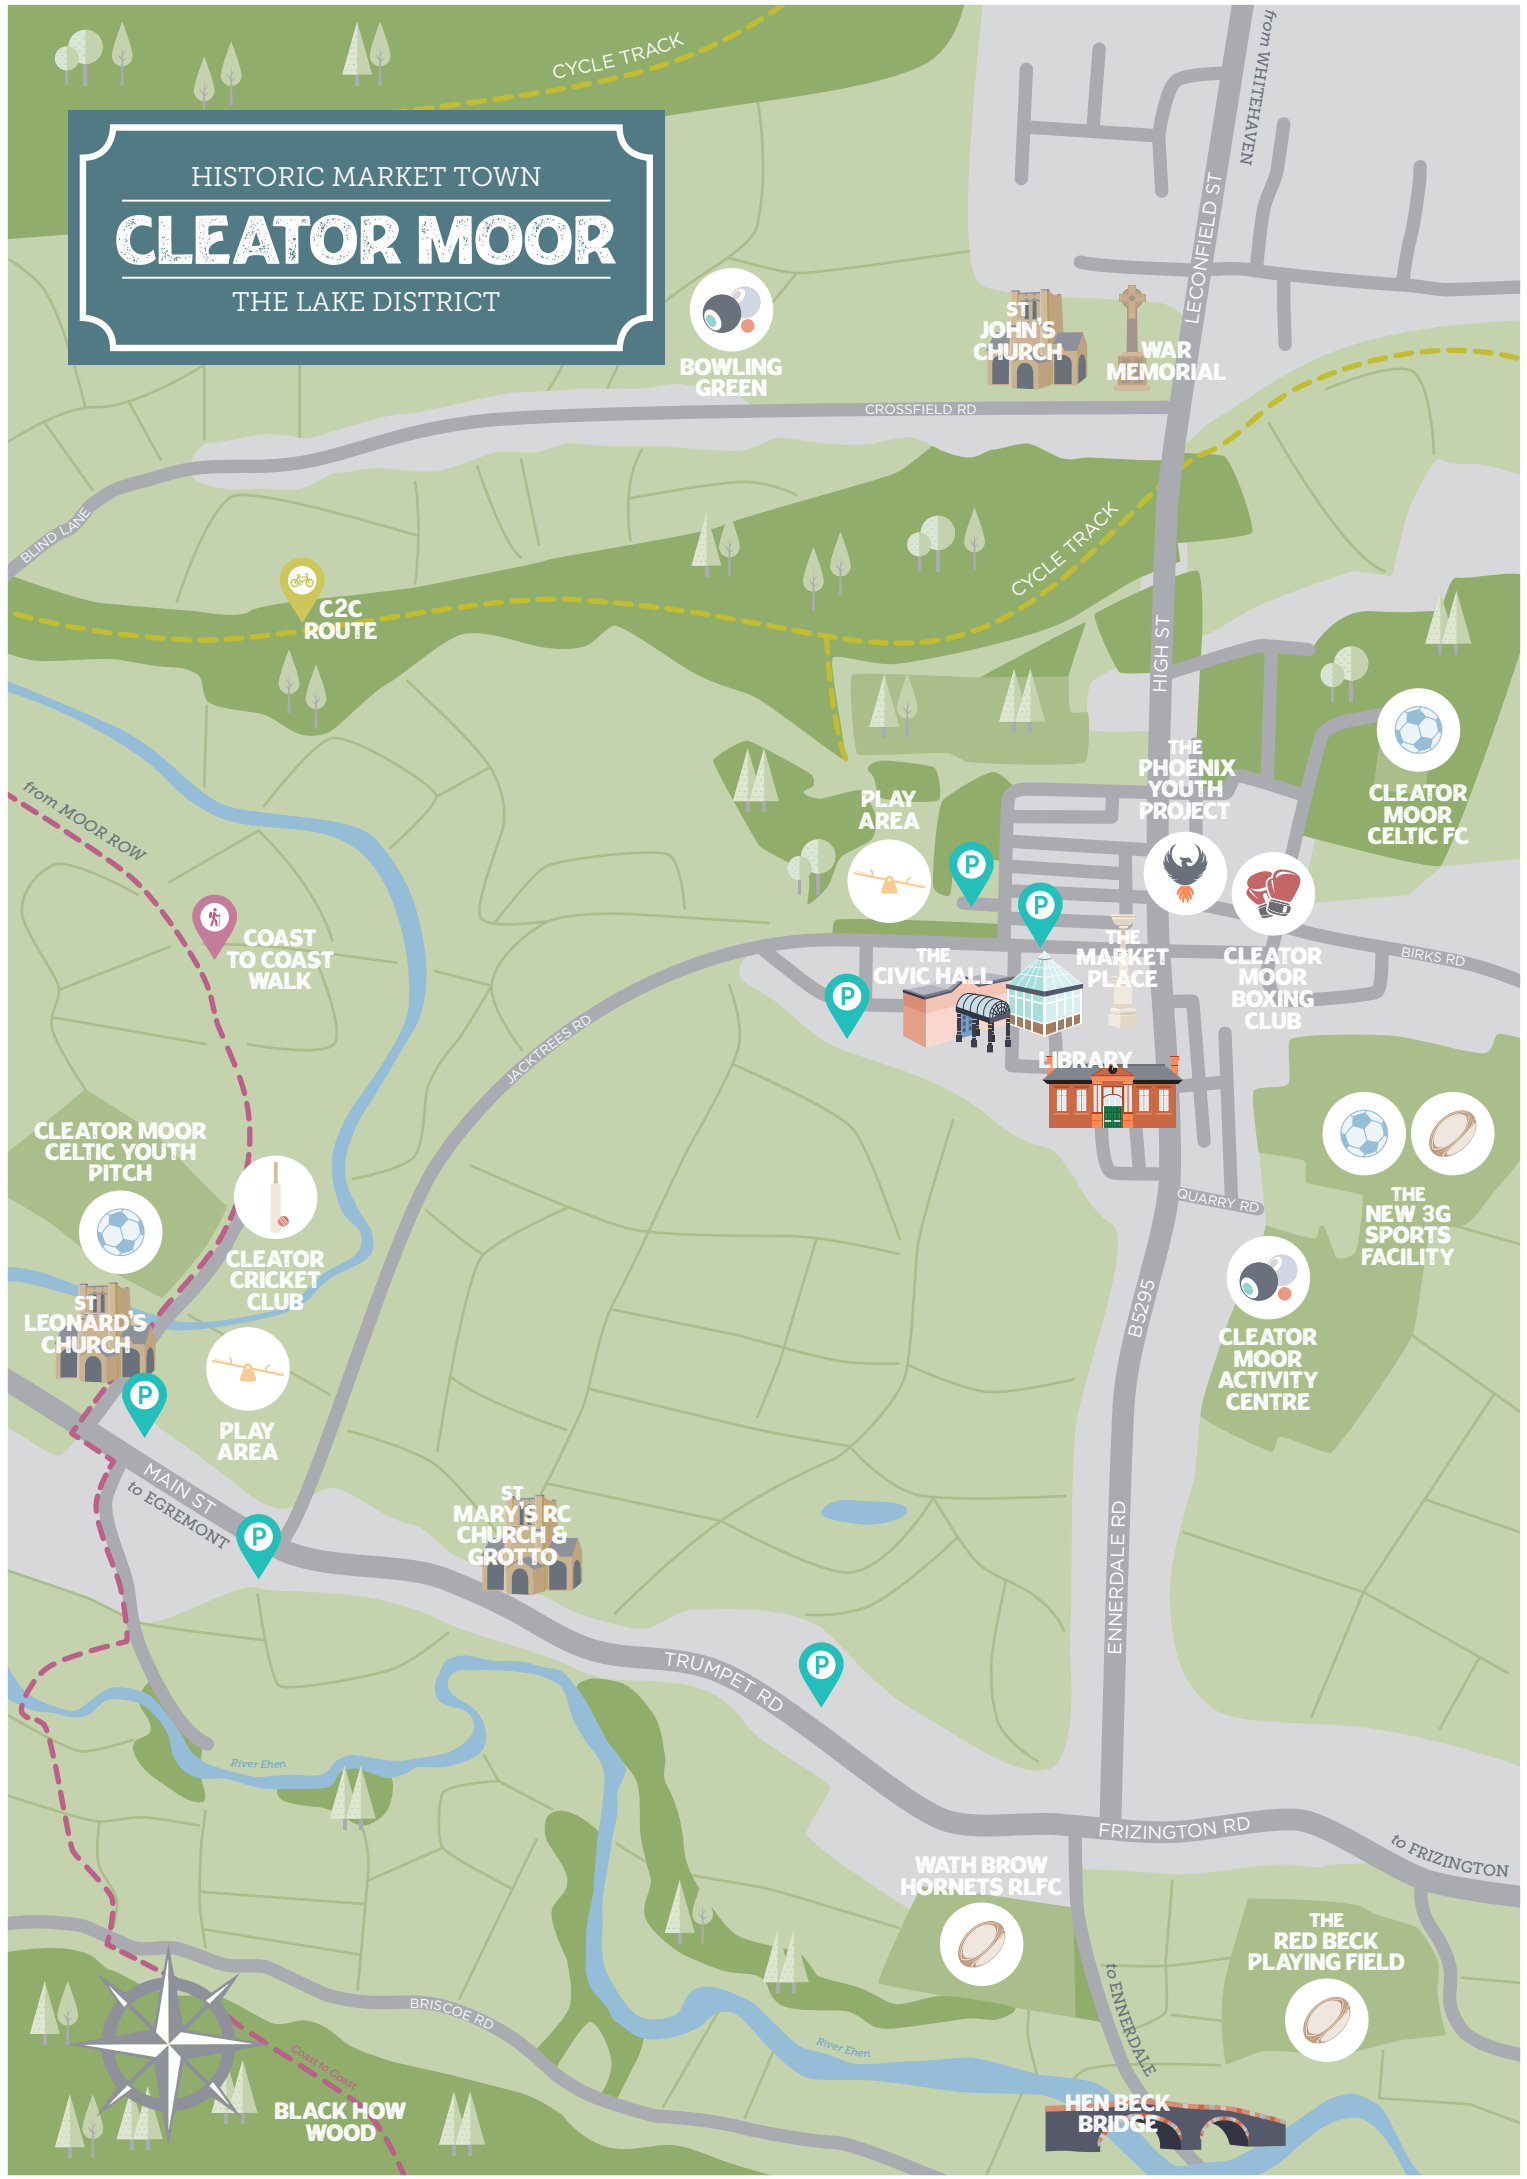 CYCLE TRACK
from WHITEHAVEN
HISTORIC MARKET TOWN
CLEATOR MOOR
THE LAKE DISTRICT
LECONFIELD ST
BOWLING
GREEN
ST
JOHN'S
CHURCH
WAR
MEMORIAL
CROSSFIELD RD
BLIND LANE
CYCLE TRACK
C2C
ROUTE
HIGH ST
THE
PHOENIX
YOUTH
PROJECT
CLEATOR
MOOR
CELTIC FC
from MOOR ROW
PLAY
AREA
P
P
COAST
TO COAST
WALK
THE
CIVIC HALL
THE
MARKET
PLACE
CLEATOR
MOOR
BOXING
CLUB
BIRKS RD
P
JACKTREES RD
LIBRARY
CLEATOR MOOR
CELTIC YOUTH
PITCH
QUARRY RD
THE
NEW 3G
SPORTS
FACILITY
CLEATOR
CRICKET
CLUB
B5295
ST
LEONARD'S
CHURCH
CLEATOR
MOOR
ACTIVITY
CENTRE
P
PLAY
AREA
MAIN ST
to EGREMONT
P
ST
MARY'S RC
CHURCH &
GROTTO
ENNERDALE RD
TRUMPET RD
P
River Ehen
FRIZINGTON RD
to FRIZINGTON
WATH BROW
HORNETS RLFC
THE
RED BECK
PLAYING FIELD
BRISCOE RD
to ENNERDALE
River Ehen
Coast to Coast
BLACK HOW
WOOD
HEN BECK
BRIDGE